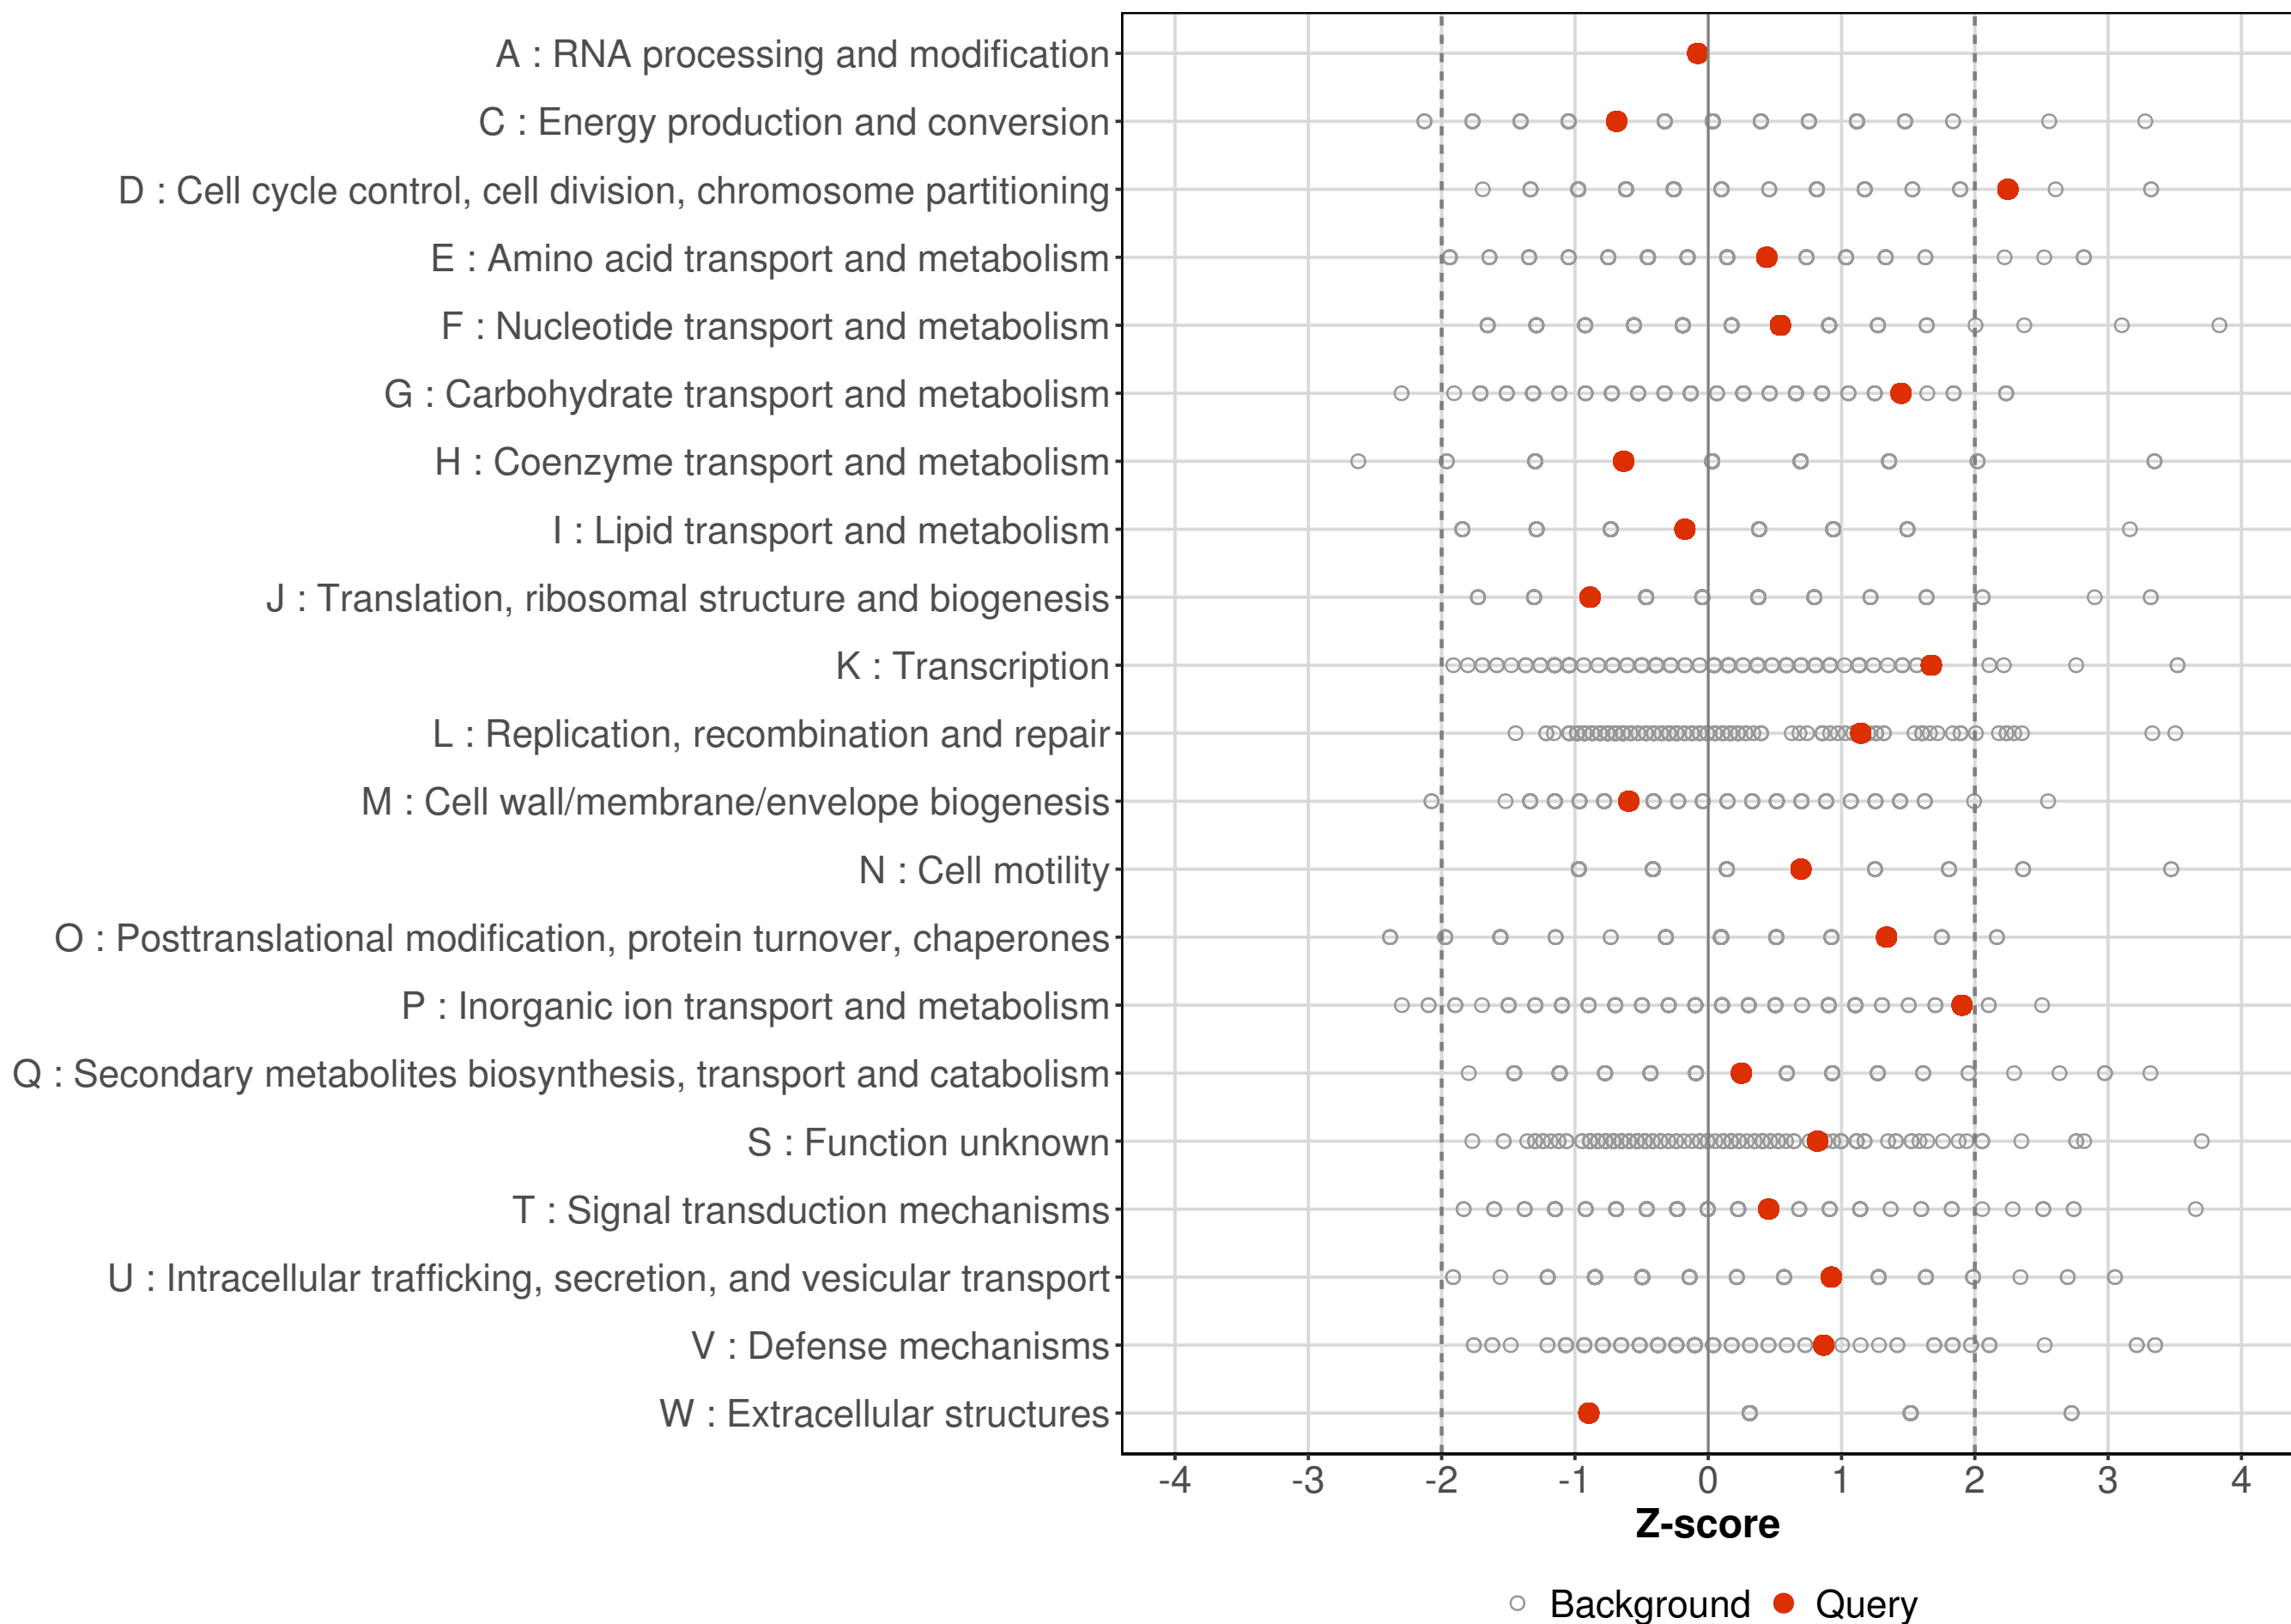 A : RNA processing and modification
C : Energy production and conversion
D : Cell cycle control, cell division, chromosome partitioning
E : Amino acid transport and metabolism
F : Nucleotide transport and metabolism
G : Carbohydrate transport and metabolism
H : Coenzyme transport and metabolism
I : Lipid transport and metabolism
J : Translation, ribosomal structure and biogenesis
K : Transcription
L : Replication, recombination and repair
M : Cell wall/membrane/envelope biogenesis
N : Cell motility
O : Posttranslational modification, protein turnover, chaperones
P : Inorganic ion transport and metabolism
Q : Secondary metabolites biosynthesis, transport and catabolism
S : Function unknown
T : Signal transduction mechanisms
U : Intracellular trafficking, secretion, and vesicular transport
V : Defense mechanisms
W : Extracellular structures
-4 -3 -2 -1 0 1 2 3 4
Z-score
Background Query